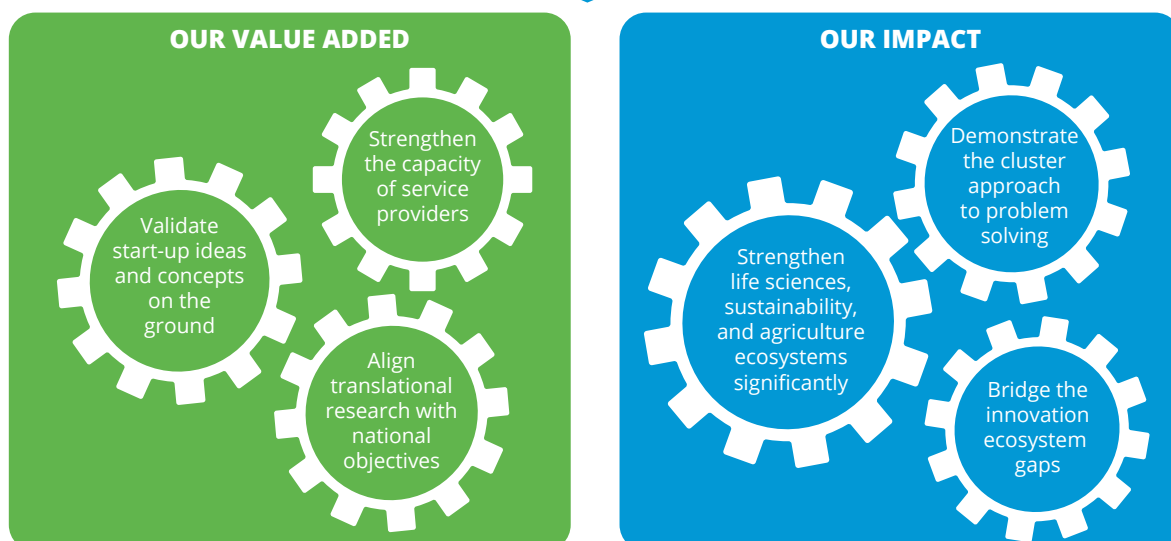 OUR VALUE ADDED
Strengthen
the capacity
of service
providers
Validate
start-up ideas
and concepts
on the
ground
Align
translational
research with
national
objectives
OUR IMPACT
Demonstrate
the cluster
approach
to problem
solving
Strengthen
life sciences,
sustainability,
and agriculture
ecosystems
significantly
Bridge the
innovation
ecosystem
gaps